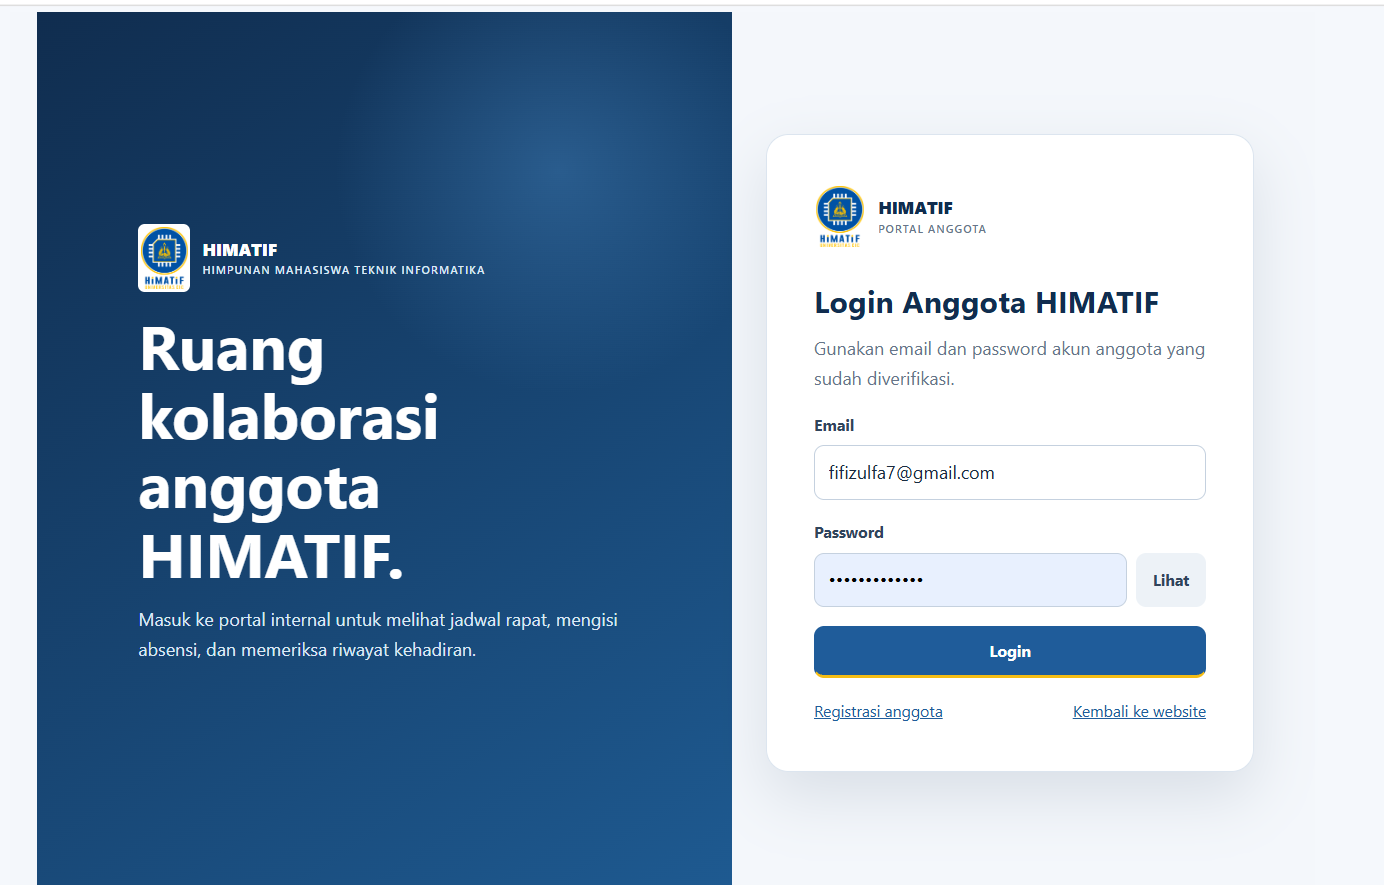 HiMATiF
HIMATIF
HIMPUNAN MAHASISWA TEKNIK INFORMATIKA
Ruang
kolaborasi
anggota
HIMATIF.
Masuk ke portal internal untuk melihat jadwal rapat, mengisi
absensi, dan memeriksa riwayat kehadiran.
HiMATiF
HIMATIF
PORTAL ANGGOTA
Login Anggota HIMATIF
Gunakan email dan password akun anggota yang
sudah diverifikasi.
Email
fifizulfa7@gmail.com
Password
•••••••••••••
Lihat
Login
Registrasi anggota
Kembali ke website